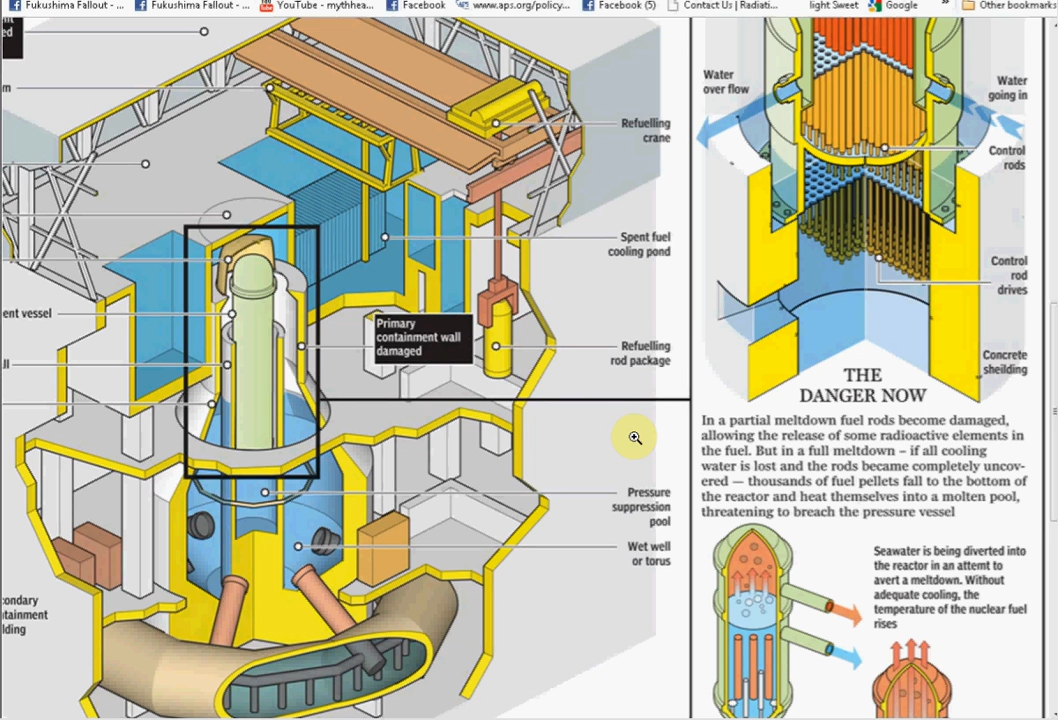 Fukushima Fallout - ... Fukushima Fallout - ... YouTube - mythhea... Facebook www.aps.org/policy... Facebook (5) Contact Us | Radiati... light Sweet Google » Other bookmarks
ed
m
ent vessel
all
Refuelling
crane
Spent fuel
cooling pond
Primary
containment wall
damaged
Refuelling
rod package
Pressure
suppression
pool
Wet well
or torus
condary
ntainment
lding
Water
over flow
Water
going in
Control
rods
Control
rod
drives
Concrete
sheilding
THE
DANGER NOW
In a partial meltdown fuel rods become damaged,
allowing the release of some radioactive elements in
the fuel. But in a full meltdown – if all cooling
water is lost and the rods became completely uncov-
ered — thousands of fuel pellets fall to the bottom of
the reactor and heat themselves into a molten pool,
threatening to breach the pressure vessel
Seawater is being diverted into
the reactor in an attemt to
avert a meltdown. Without
adequate cooling, the
temperature of the nuclear fuel
rises